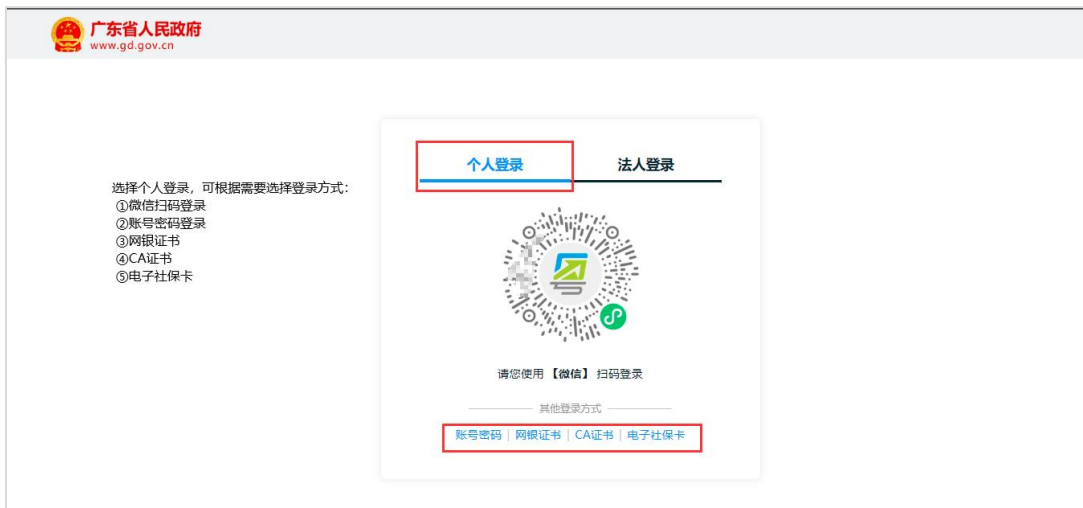 广东省人民政府
www.gd.gov.cn
选择个人登录，可根据需要选择登录方式：
①微信扫码登录
②账号密码登录
③网银证书
④CA证书
⑤电子社保卡
个人登录 法人登录
请您使用【微信】扫码登录
其他登录方式
账号密码 | 网银证书 | CA证书 | 电子社保卡